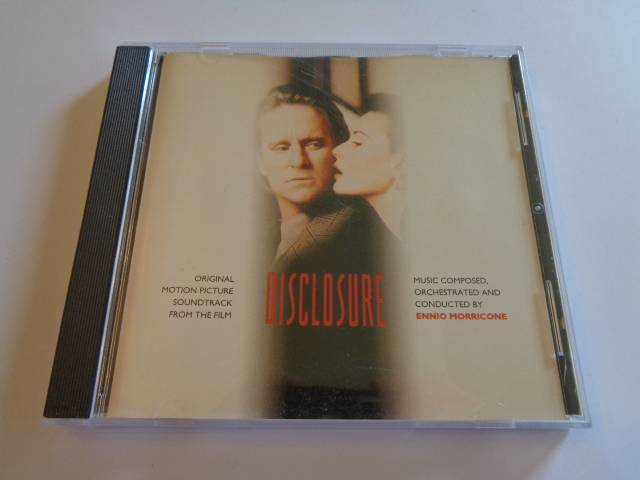 ORIGINAL
MOTION PICTURE
SOUNDTRACK
FROM THE FILM
DISCLOSURE
MUSIC COMPOSED,
ORCHESTRATED AND
CONDUCTED BY
ENNIO MORRICONE